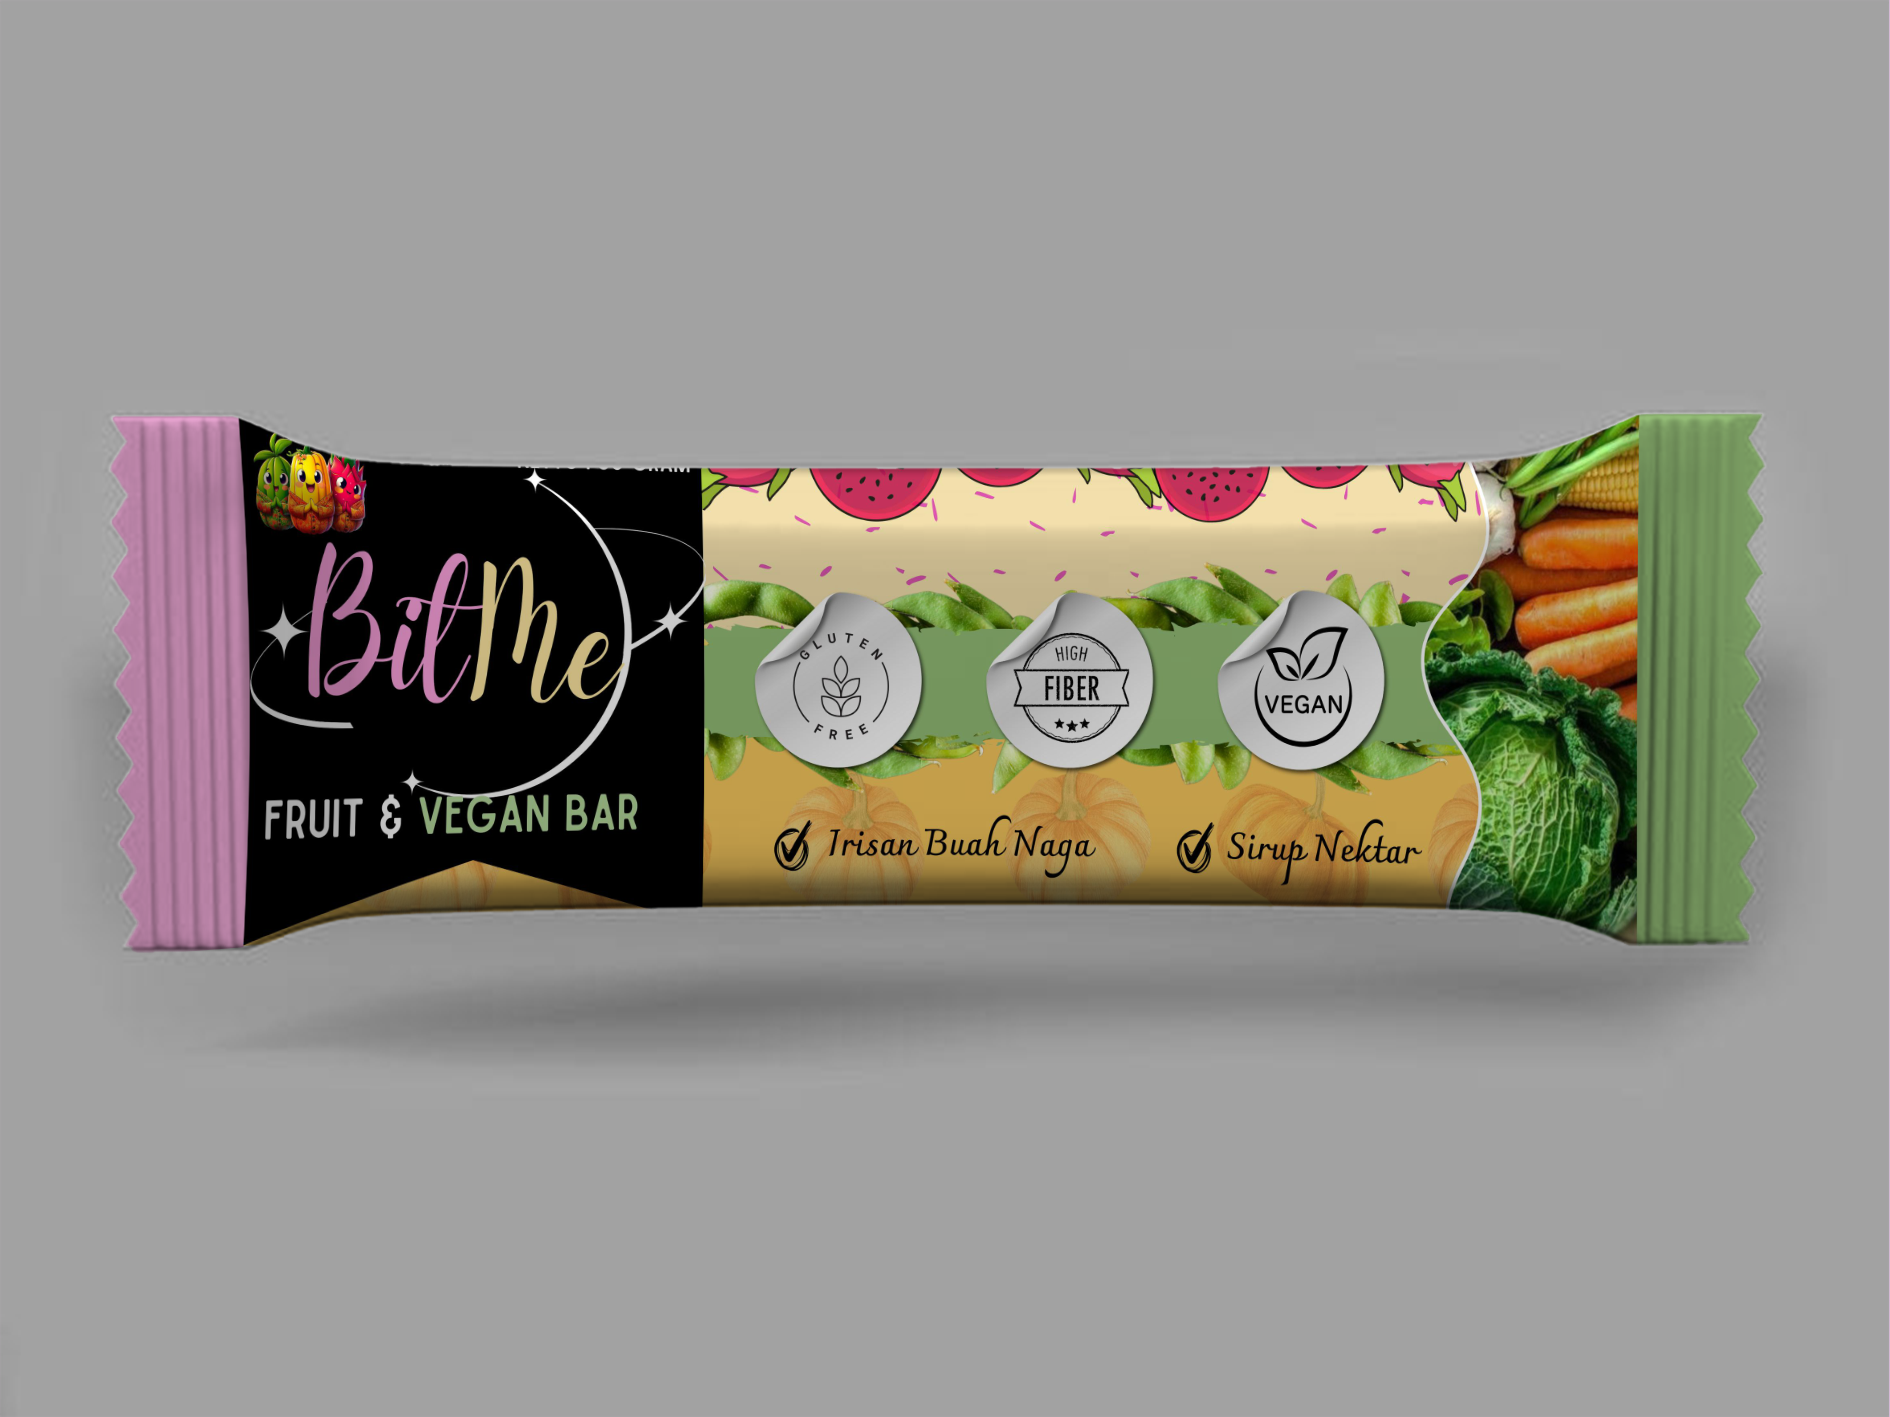 BitMe
FRUIT & VEGAN BAR
GLUTEN
FREE
HIGH
FIBER
VEGAN
Irisan Buah Naga
Sirup Nektar